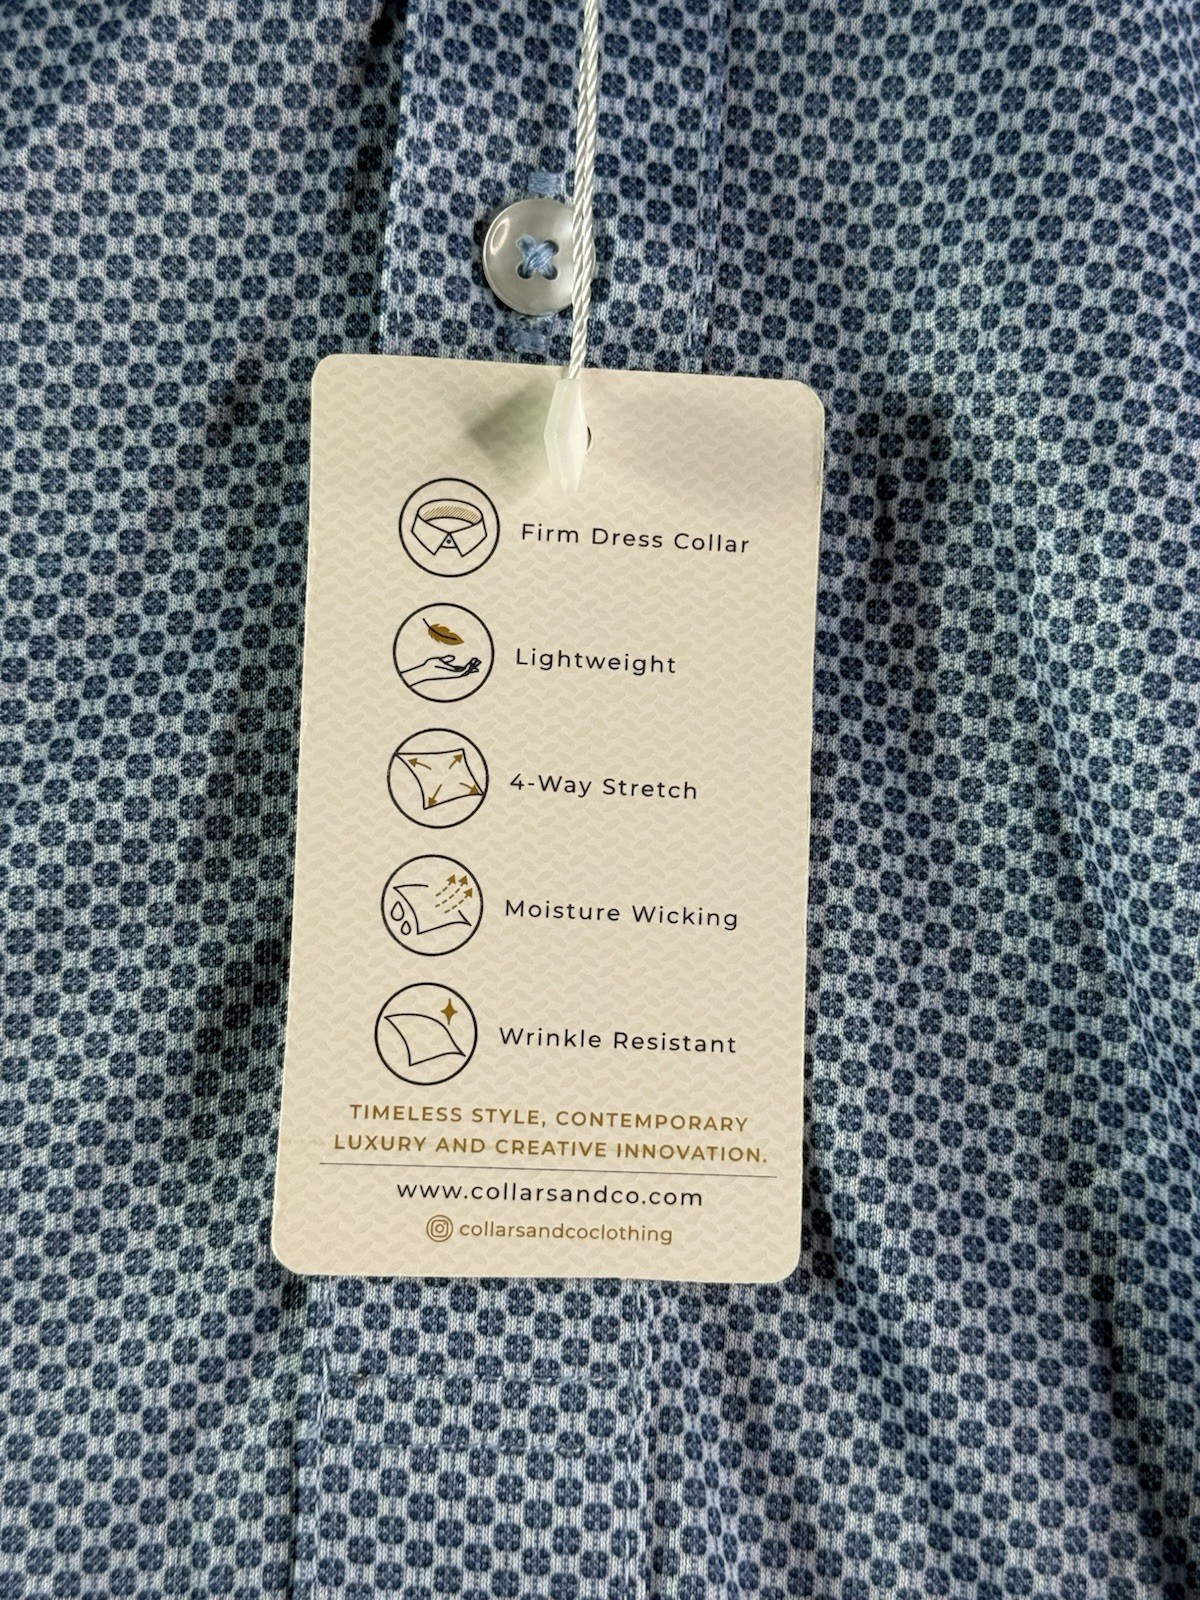 Firm Dress Collar
Lightweight
4-Way Stretch
Moisture Wicking
Wrinkle Resistant
TIMELESS STYLE, CONTEMPORARY
LUXURY AND CREATIVE INNOVATION.
www.collarsandco.com
collarsandcoclothing